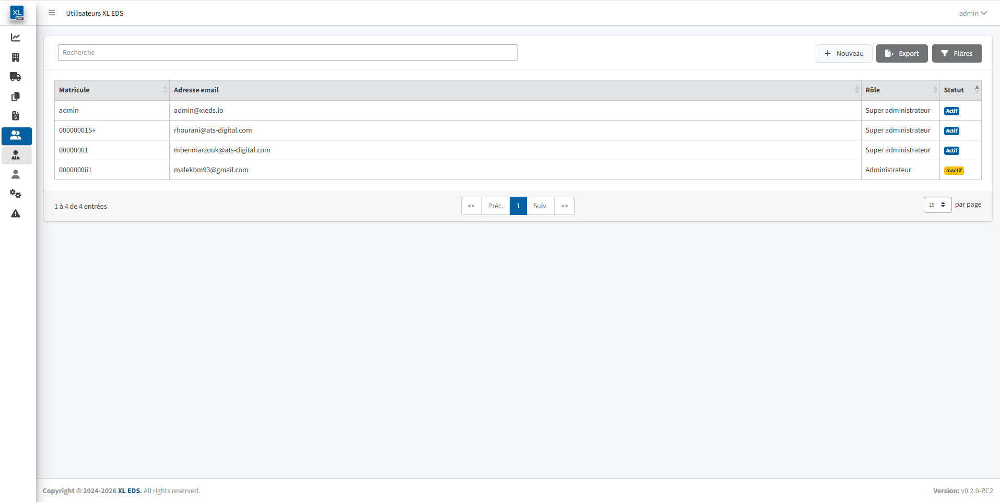 XL
EDS
Utilisateurs XL EDS
admin
Recherche
Nouveau
Export
Filtres
Matricule Adresse email Rôle Statut
admin admin@xleds.lo Super administrateur Actif
00000001S+ rhourani@ats-digital.com Super administrateur Actif
00000001 mbenmarzouk@ats-digital.com Super administrateur Actif
0000000ii1 malekbm93@gmail.com Administrateur Inactif
1 à 4 de 4 entrées
<< Préc. 1 Suiv. >>
15 par page
Copyright © 2024-2026 XL EDS. All rights reserved.
Version: v0.2.0-RC2